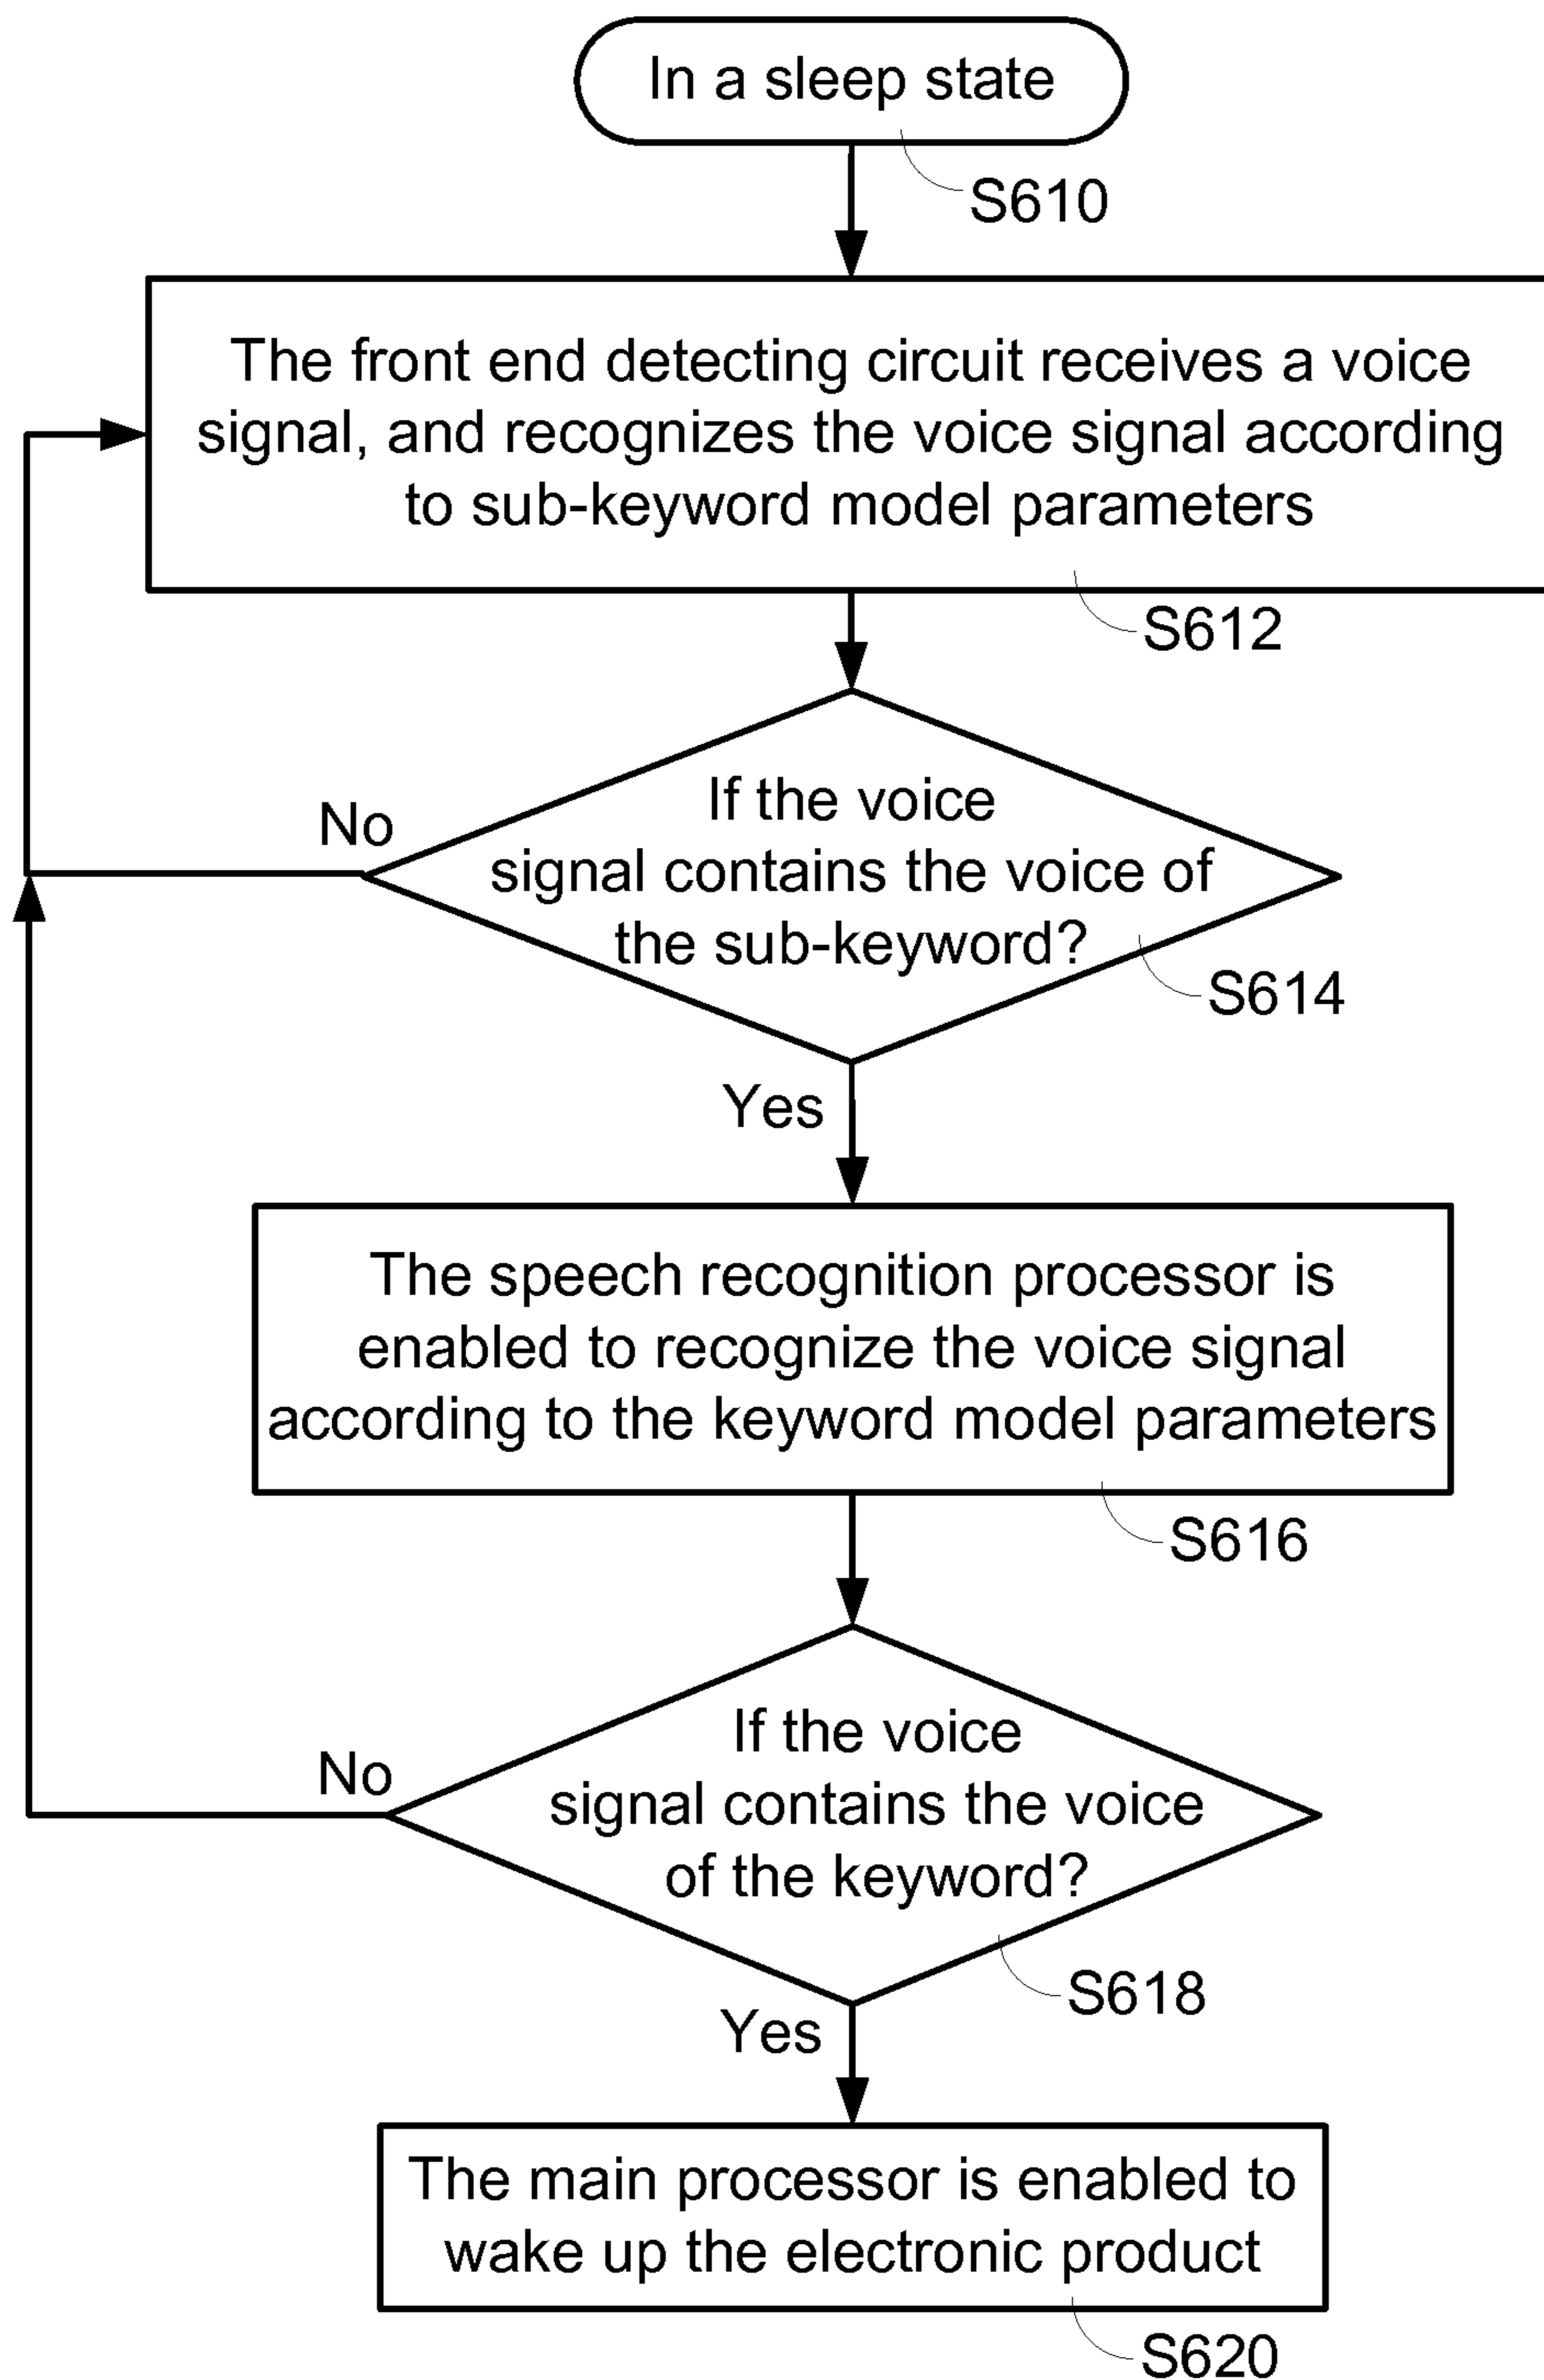 In a sleep state
S610
The front end detecting circuit receives a voice
signal, and recognizes the voice signal according
to sub-keyword model parameters
S612
If the voice
signal contains the voice of
the sub-keyword?
No
S614
Yes
The speech recognition processor is
enabled to recognize the voice signal
according to the keyword model parameters
S616
If the voice
signal contains the voice
of the keyword?
No
S618
Yes
The main processor is enabled to
wake up the electronic product
S620